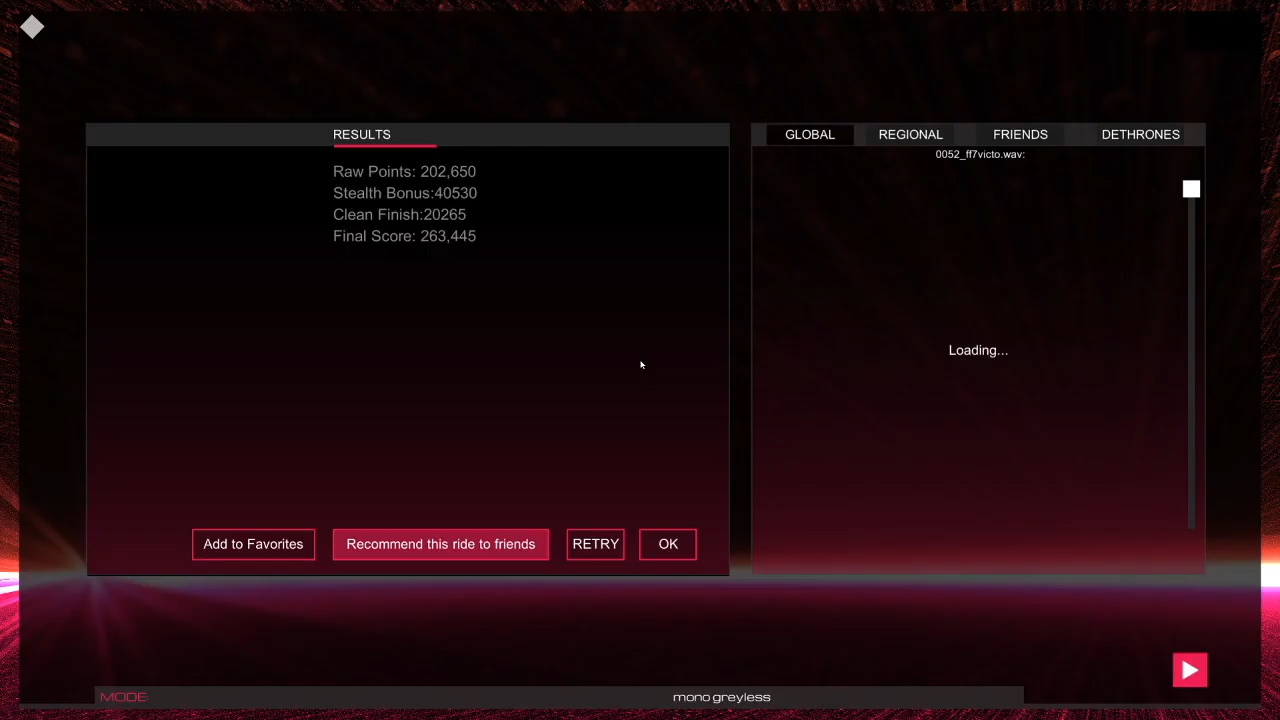 RESULTS
Raw Points: 202,650
Stealth Bonus:40530
Clean Finish:20265
Final Score: 263,445
Add to Favorites
Recommend this ride to friends
RETRY
OK
GLOBAL REGIONAL FRIENDS DETHRONES
0052_ff7victo.wav:
Loading...
MODE: mono greyless